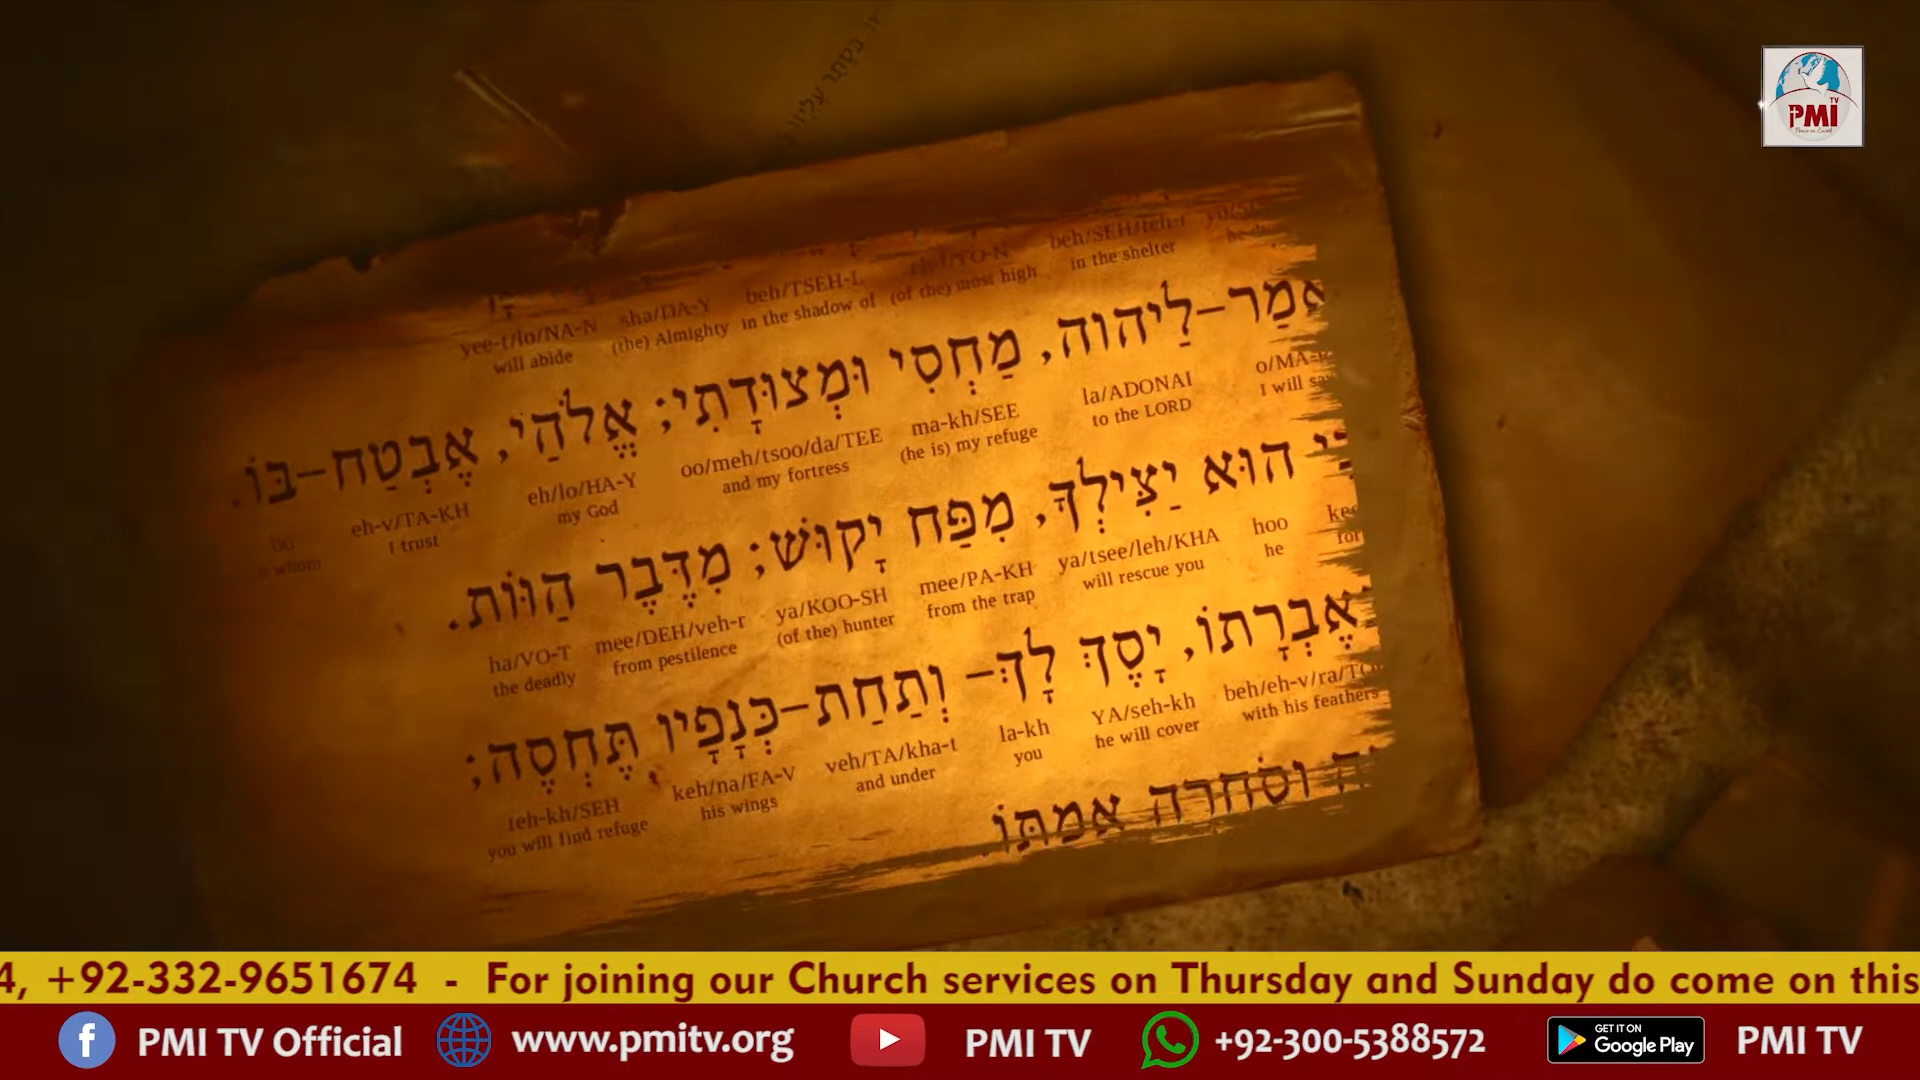 PMI TV
yee-t/lo/NA-N sha/DA-Y beh/TSEH-L beh/SEH/teh-r
will abide (the) Almighty in the shadow of (of the) most high in the shelter
אֹמַר–לַיהוה, מַחְסִי וּמְצוּדָתִי; אֱלֹהַי, אֶבְטַח–בּוֹ.
bo eh-v/TA-KH eh/lo/HA-Y oo/meh/tsoo/da/TEE ma-kh/SEE la/ADONAI
whom I trust my God and my fortress (he is) my refuge to the LORD I will
הוּא יַצִּילְךָ, מִפַּח יָקוּשׁ; מִדֶּבֶר הַוּוֹת.
ha/VO-T mee/DEH/veh-r ya/KOO-SH mee/PA-KH ya/tsee/leh/KHA hoo
the deadly from pestilence (of the) hunter from the trap will rescue you he for
אֶבְרָתוֹ, יָסֶךְ לָךְ– וְתַחַת–כְּנָפָיו תֶּחְסֶה;
teh-kh/SEH keh/na/FA-V veh/TA/kha-t la-kh YA/seh-kh beh/eh-v/ra/TO
you will find refuge his wings and under you he will cover with his feathers
וְסֹחֵרָה אֲמִתּוֹ.
4, +92-332-9651674 - For joining our Church services on Thursday and Sunday do come on this
PMI TV Official www.pmitv.org PMI TV +92-300-5388572 GET IT ON Google Play PMI TV